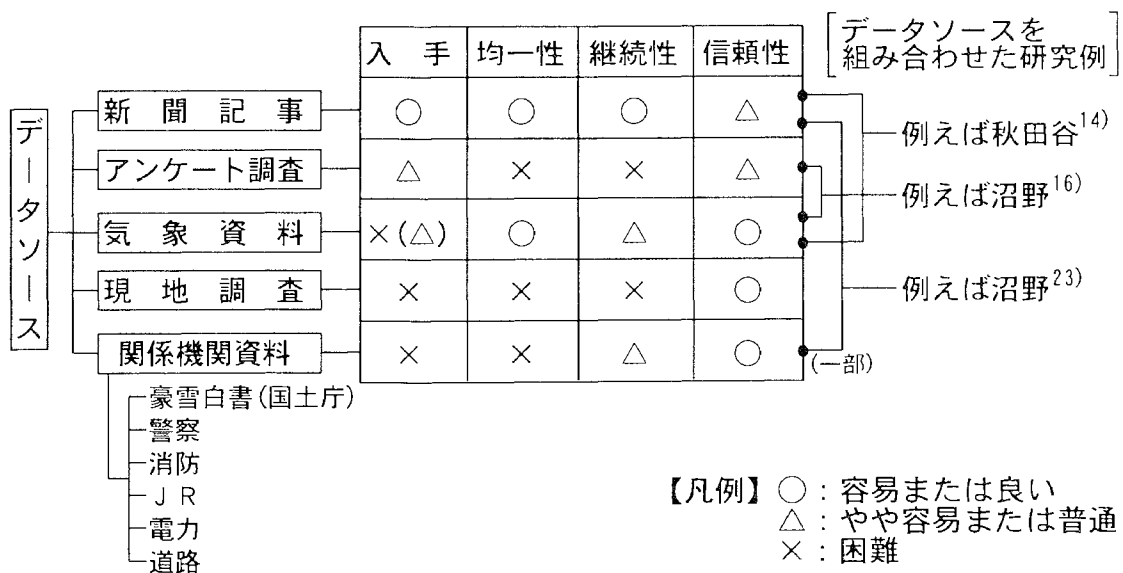 データソース
入 手 均一性 継続性 信頼性
[データソースを
組み合わせた研究例]
新聞記事 ○ ○ ○ △
例えば秋田谷14)
アンケート調査 △ × × △
例えば沼野16)
気象資料 ×(△) ○ △ ○
現地調査 × × × ○
例えば沼野23)
関係機関資料 × × △ ○
(一部)
豪雪白書(国土庁)
警察
消防
JR
電力
道路
【凡例】○:容易または良い
△:やや容易または普通
×:困難